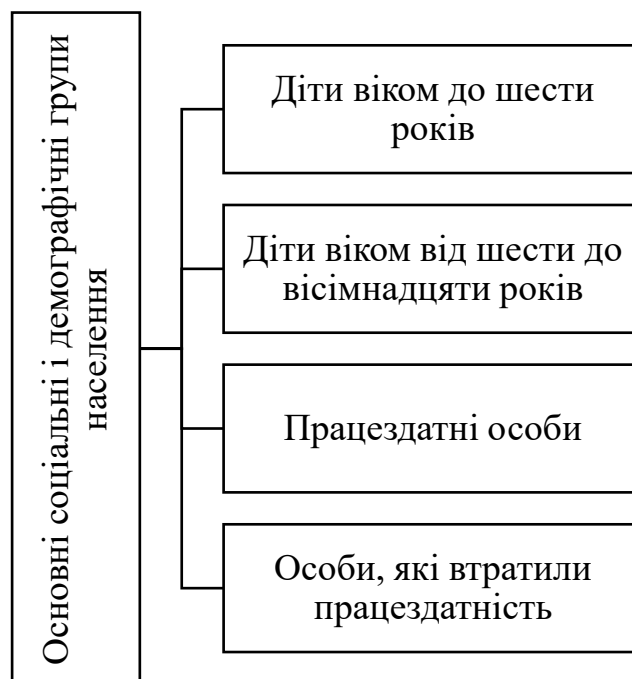 Основні соціальні і демографічні групи
населення
Діти віком до шести
років
Діти віком від шести до
вісімнадцяти років
Працездатні особи
Особи, які втратили
працездатність